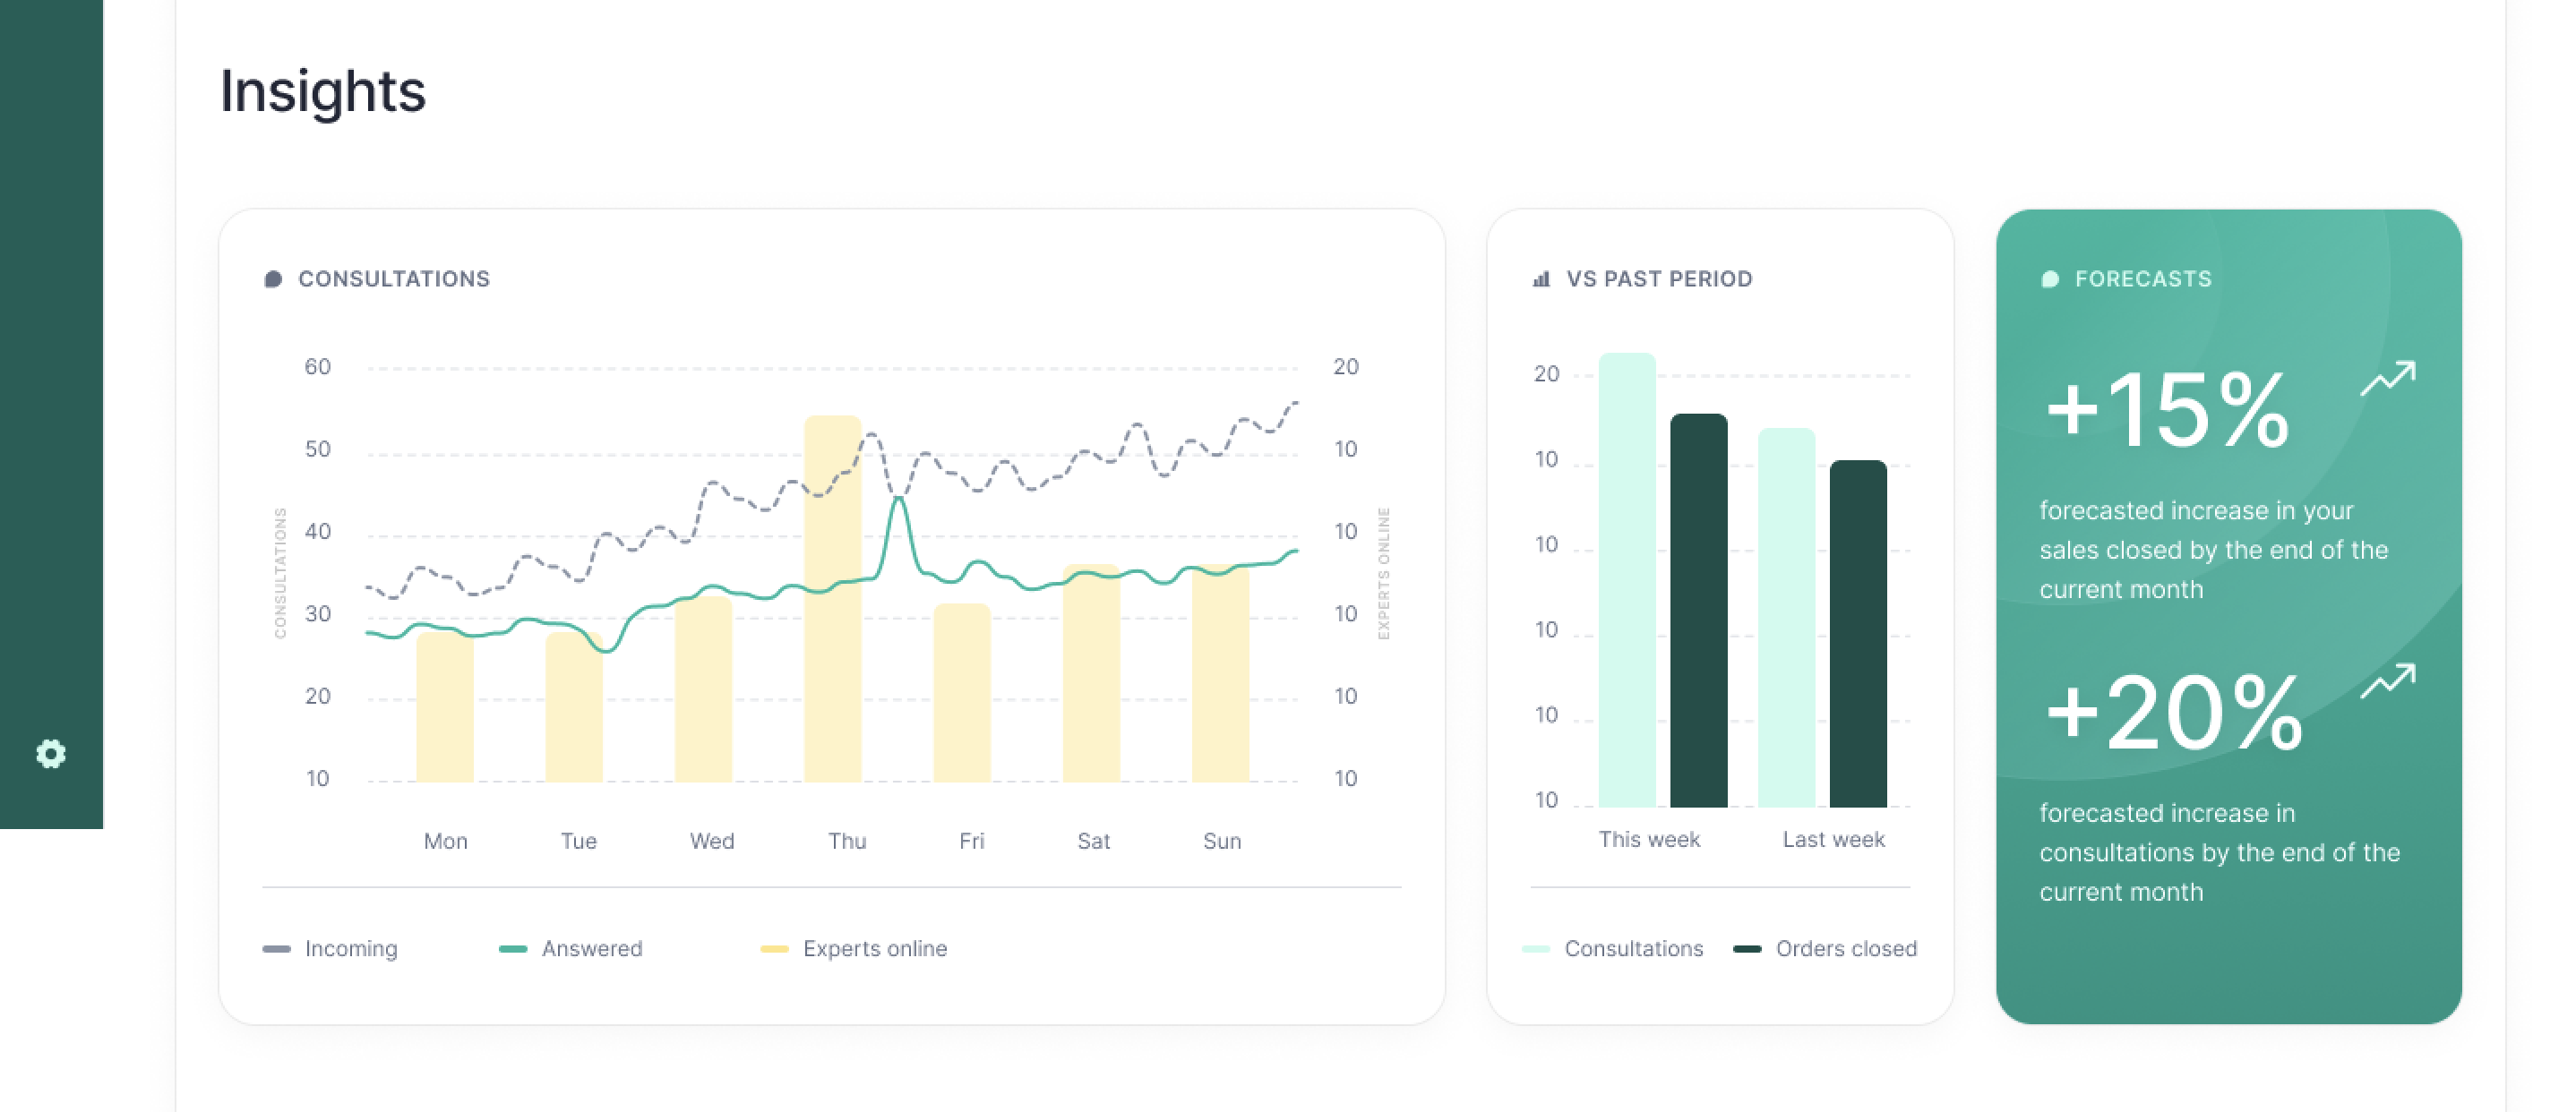 Insights
CONSULTATIONS
60
50
40
30
20
10
CONSULTATIONS
20
10
10
10
10
10
EXPERTS ONLINE
Mon Tue Wed Thu Fri Sat Sun
Incoming Answered Experts online
VS PAST PERIOD
20
10
10
10
10
10
This week Last week
Consultations Orders closed
FORECASTS
+15%
forecasted increase in your
sales closed by the end of the
current month
+20%
forecasted increase in
consultations by the end of the
current month